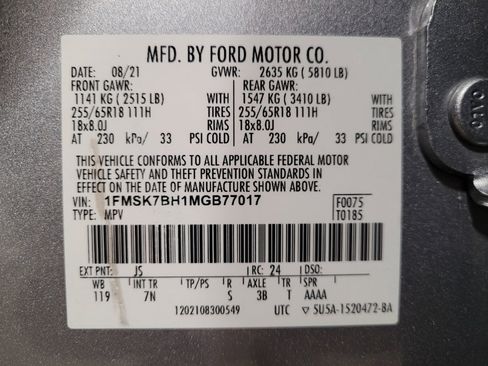 MFD. BY FORD MOTOR CO.
DATE: 08/21 GVWR: 2635 KG ( 5810 LB)
FRONT GAWR: REAR GAWR:
1141 KG ( 2515 LB) WITH 1547 KG ( 3410 LB) WITH
255/65R18 111H TIRES 255/65R18 111H TIRES
18x8.0J RIMS 18x8.0J RIMS
AT 230 kPa/ 33 PSI COLD AT 230 kPa/ 33 PSI COLD
THIS VEHICLE CONFORMS TO ALL APPLICABLE FEDERAL MOTOR
VEHICLE SAFETY AND THEFT PREVENTION STANDARDS IN
EFFECT ON THE DATE OF MANUFACTURE SHOWN ABOVE.
VIN: 1FMSK7BH1MGB77017 F0075
TYPE: MPV T0185
EXT PNT: JS RC: 24 DSO:
WB INT TR TP/PS R AXLE TR SPR
119 7N S 3B T AAAA
1202108300549 UTC ▽ SU5A-1520472-BA